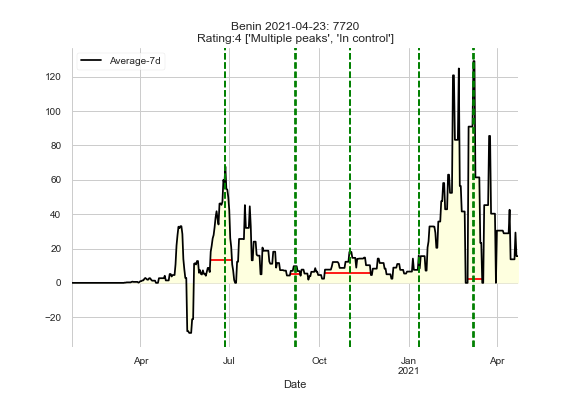 Benin 2021-04-23: 7720
Rating:4 ['Multiple peaks', 'In control']
Average-7d
120
100
80
60
40
20
0
−20
Apr
Jul
Oct
Jan
2021
Apr
Date